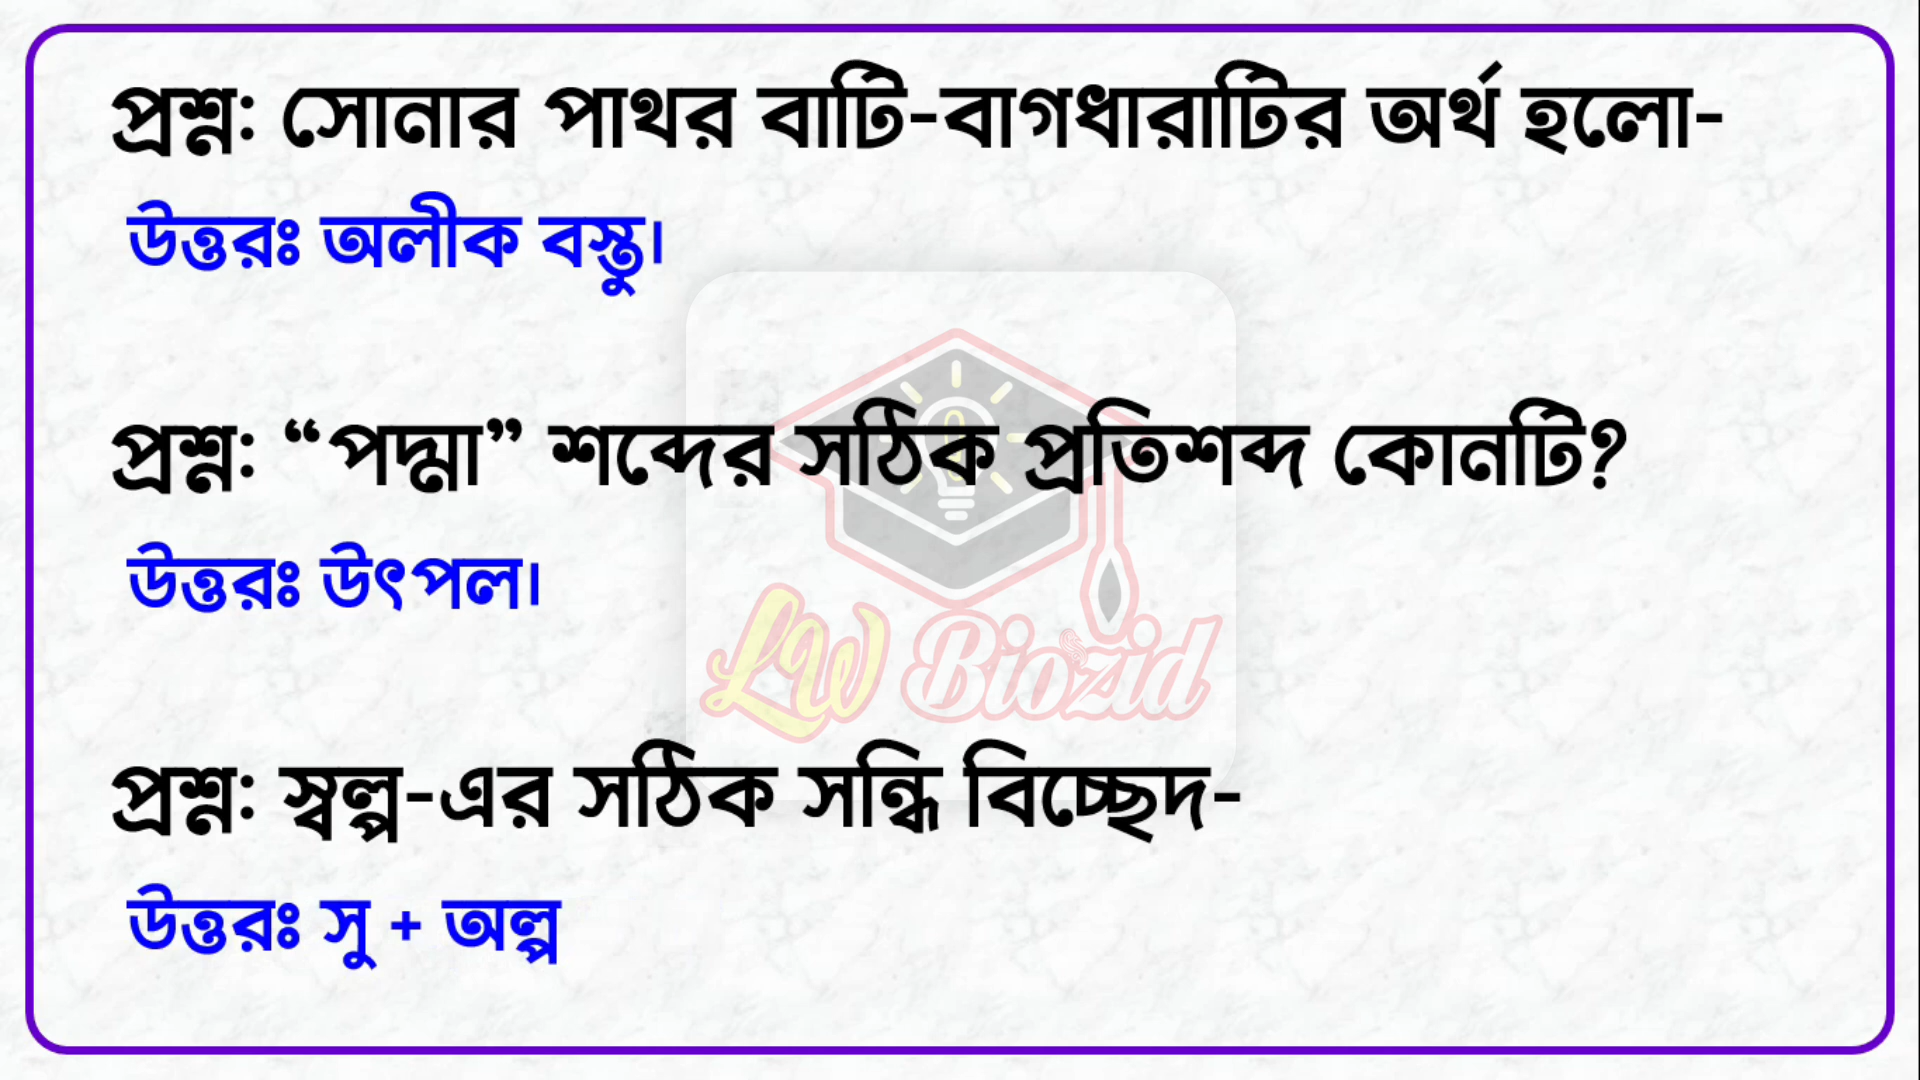 প্রশ্ন: সোনার পাথর বাটি-বাগধারাটির অর্থ হলো-
উত্তরঃ অলীক বস্তু।
প্রশ্ন: “পদ্মা” শব্দের সঠিক প্রতিশব্দ কোনটি?
উত্তরঃ উৎপল।
LW Biozid
প্রশ্ন: স্বল্প-এর সঠিক সন্ধি বিচ্ছেদ-
উত্তরঃ সু + অল্প